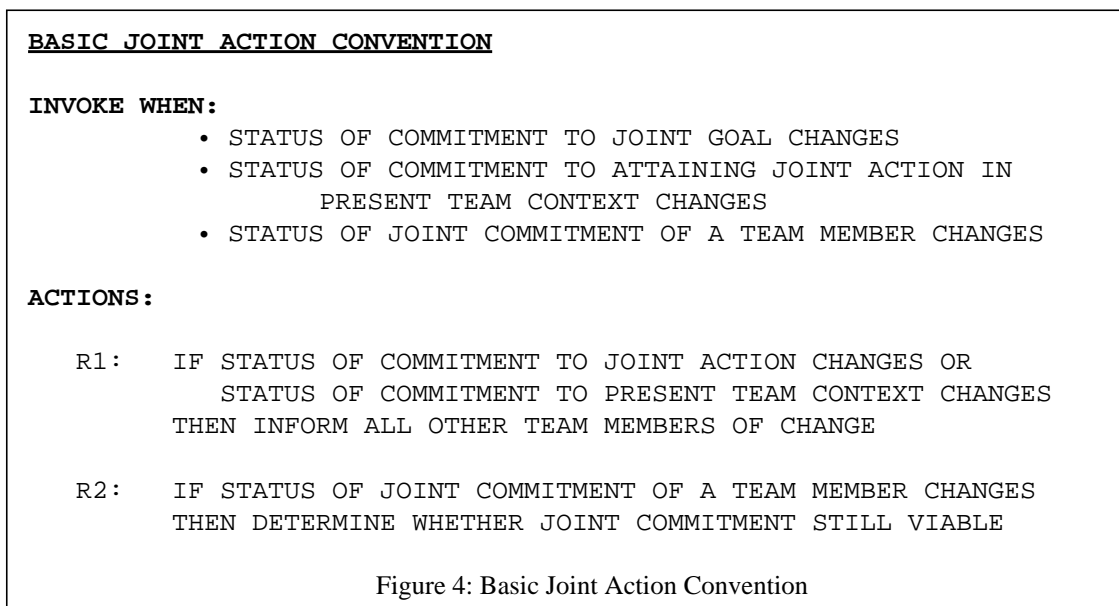 BASIC JOINT ACTION CONVENTION
INVOKE WHEN:
• STATUS OF COMMITMENT TO JOINT GOAL CHANGES
• STATUS OF COMMITMENT TO ATTAINING JOINT ACTION IN
PRESENT TEAM CONTEXT CHANGES
• STATUS OF JOINT COMMITMENT OF A TEAM MEMBER CHANGES
ACTIONS:
R1: IF STATUS OF COMMITMENT TO JOINT ACTION CHANGES OR
STATUS OF COMMITMENT TO PRESENT TEAM CONTEXT CHANGES
THEN INFORM ALL OTHER TEAM MEMBERS OF CHANGE
R2: IF STATUS OF JOINT COMMITMENT OF A TEAM MEMBER CHANGES
THEN DETERMINE WHETHER JOINT COMMITMENT STILL VIABLE
Figure 4: Basic Joint Action Convention